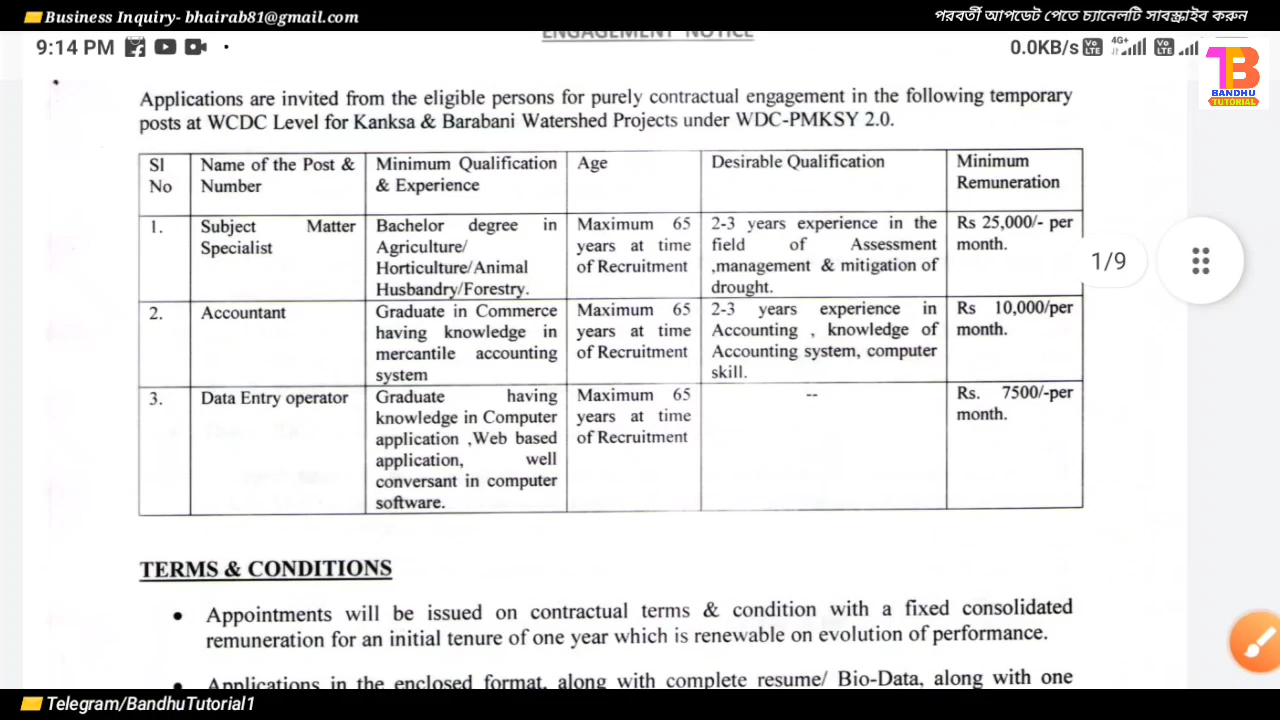 Business Inquiry- bhairab81@gmail.com
পরবর্তী আপডেট পেতে চ্যানেলটি সাবস্ক্রাইব করুন
ENGAGEMENT NOTICE
9:14 PM
0.0KB/s Vo LTE 4G+ Vo LTE
TB
BANDHU
TUTORIAL
Applications are invited from the eligible persons for purely contractual engagement in the following temporary
posts at WCDC Level for Kanksa & Barabani Watershed Projects under WDC-PMKSY 2.0.
Sl No | Name of the Post & Number | Minimum Qualification & Experience | Age | Desirable Qualification | Minimum Remuneration
1. | Subject Matter Specialist | Bachelor degree in Agriculture/ Horticulture/Animal Husbandry/Forestry. | Maximum 65 years at time of Recruitment | 2-3 years experience in the field of Assessment ,management & mitigation of drought. | Rs 25,000/- per month.
2. | Accountant | Graduate in Commerce having knowledge in mercantile accounting system | Maximum 65 years at time of Recruitment | 2-3 years experience in Accounting , knowledge of Accounting system, computer skill. | Rs 10,000/per month.
3. | Data Entry operator | Graduate having knowledge in Computer application ,Web based application, well conversant in computer software. | Maximum 65 years at time of Recruitment | -- | Rs. 7500/-per month.
1/9
TERMS & CONDITIONS
• Appointments will be issued on contractual terms & condition with a fixed consolidated
remuneration for an initial tenure of one year which is renewable on evolution of performance.
• Applications in the enclosed format, along with complete resume/ Bio-Data, along with one
Telegram/BandhuTutorial1